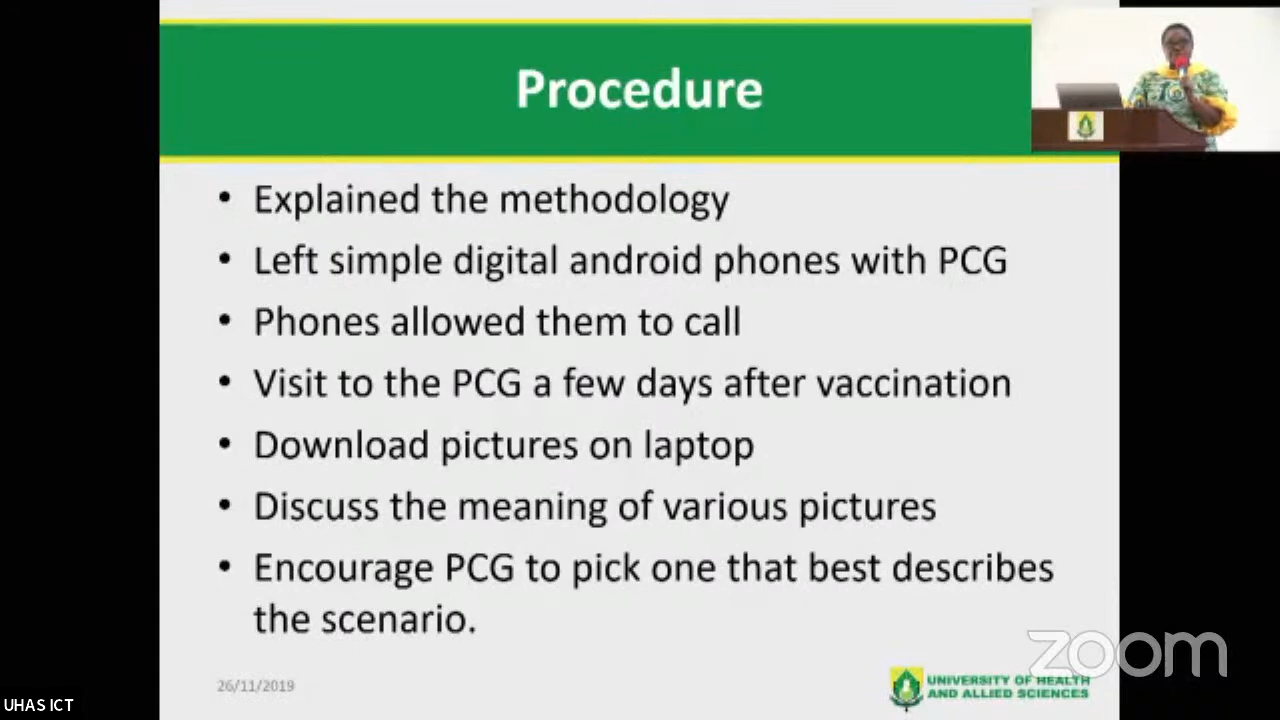 Procedure
• Explained the methodology
• Left simple digital android phones with PCG
• Phones allowed them to call
• Visit to the PCG a few days after vaccination
• Download pictures on laptop
• Discuss the meaning of various pictures
• Encourage PCG to pick one that best describes
the scenario.
zoom
26/11/2019
UNIVERSITY OF HEALTH
AND ALLIED SCIENCES
UHAS ICT